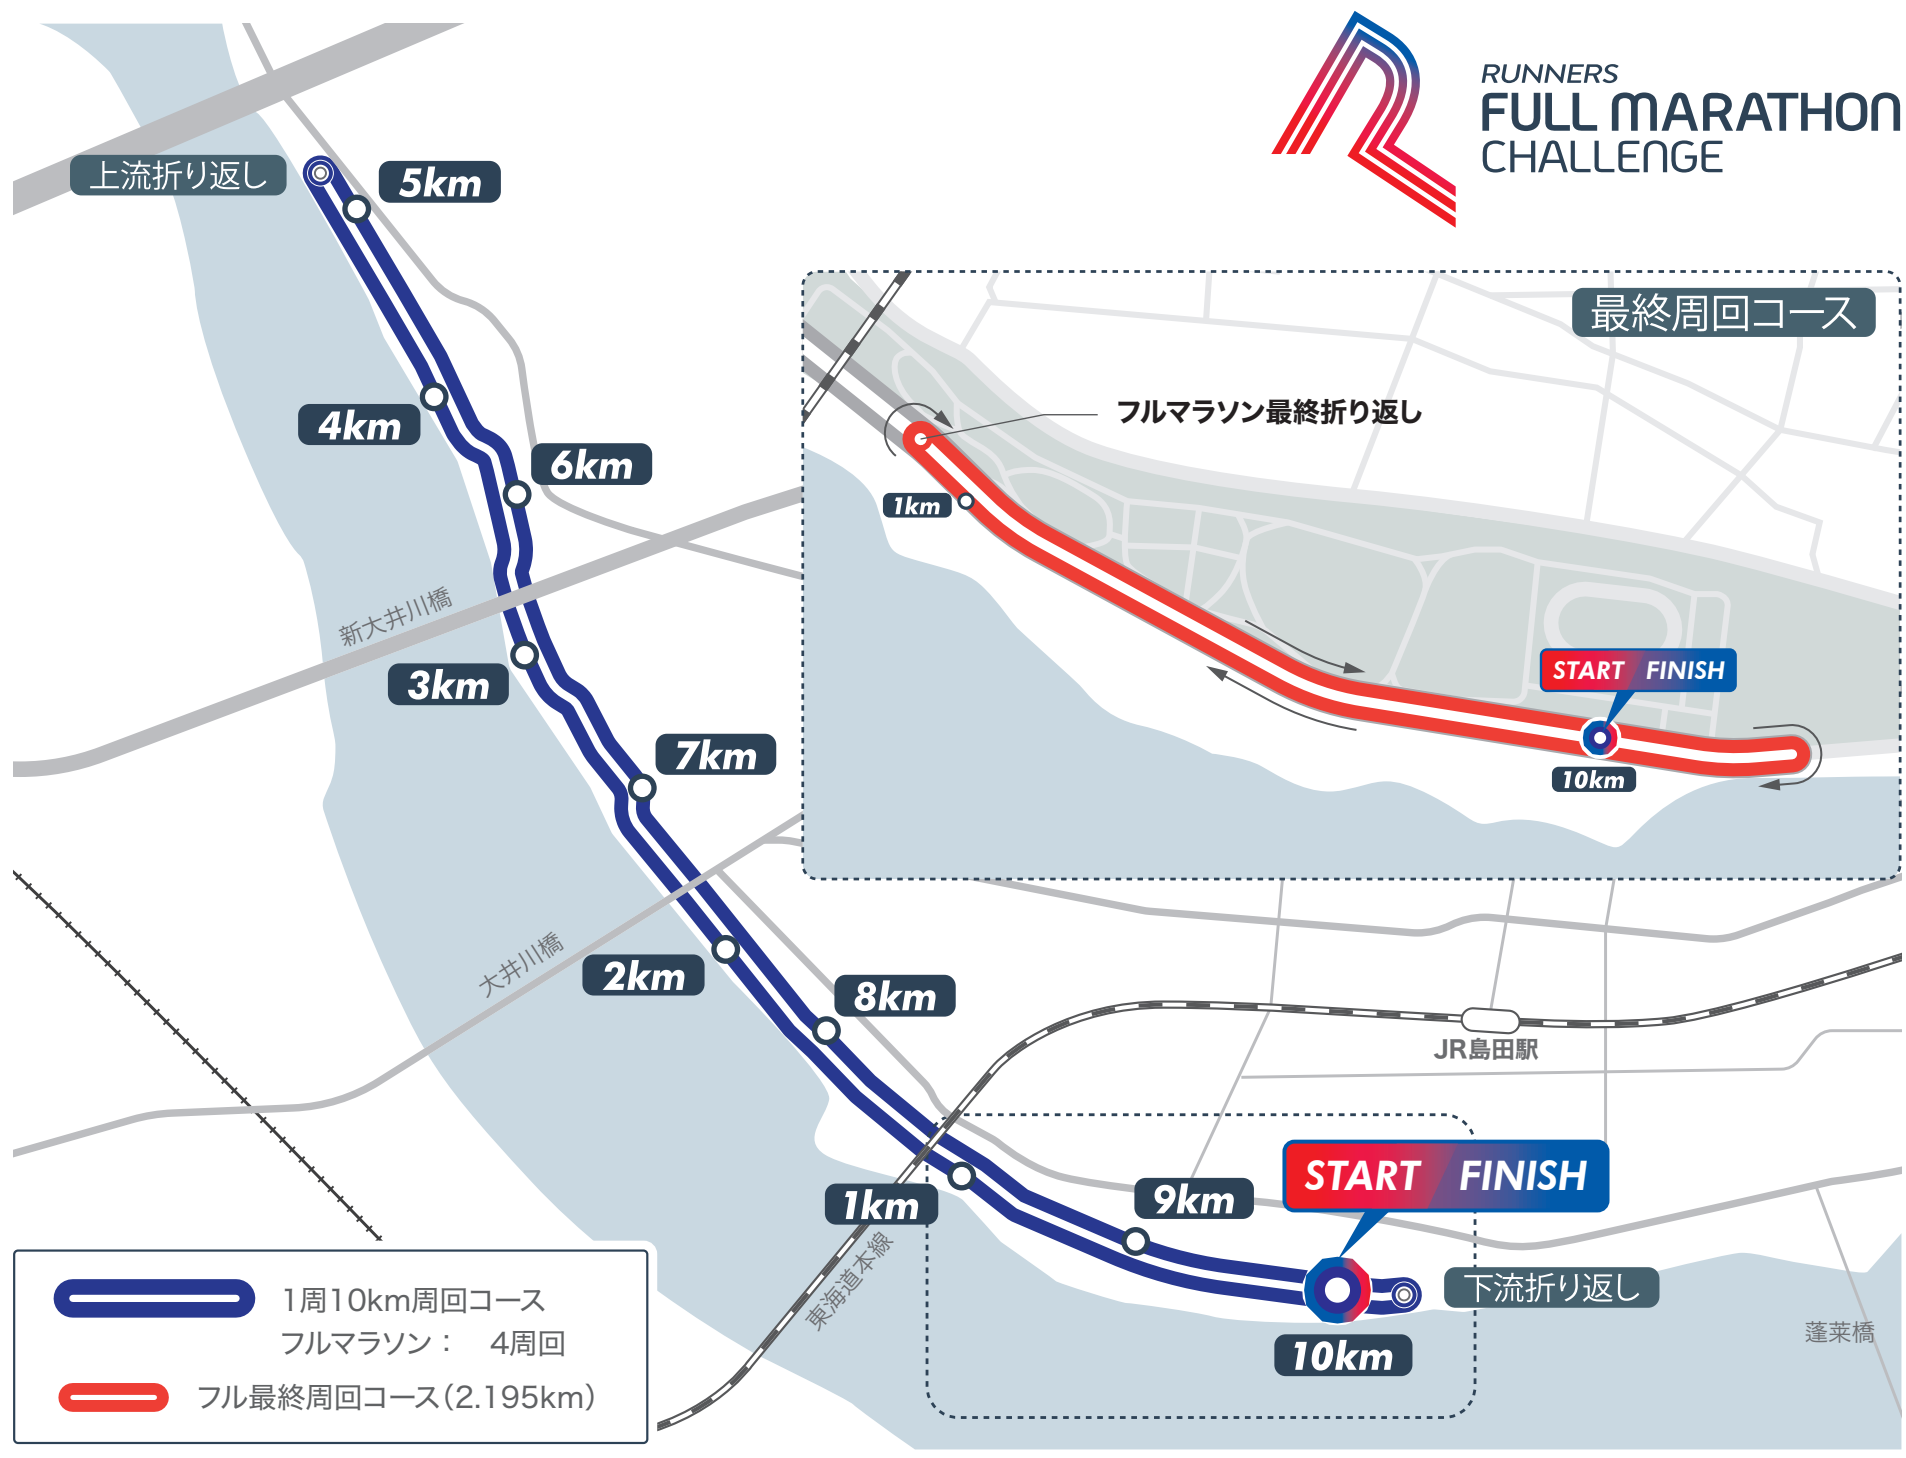 RUNNERS
FULL MARATHON
CHALLENGE
上流折り返し
5km
4km
6km
新大井川橋
3km
7km
大井川橋
2km
8km
1km
9km
START FINISH
10km
下流折り返し
東海道本線
JR島田駅
蓬莱橋
最終周回コース
フルマラソン最終折り返し
1km
START FINISH
10km
1周10km周回コース
フルマラソン： 4周回
フル最終周回コース（2.195km）